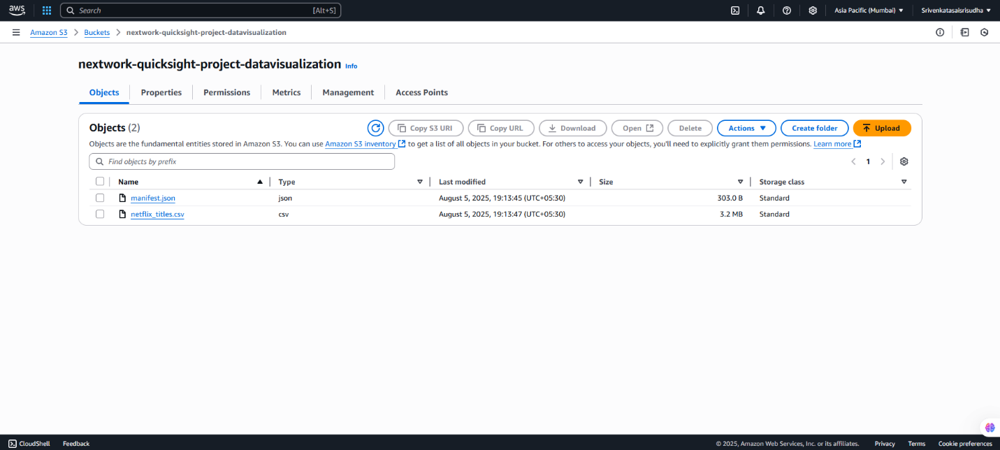 aws Search [Alt+S] Asia Pacific (Mumbai) Srivenkatasaisrisudha
Amazon S3 > Buckets > nextwork-quicksight-project-datavisualization
nextwork-quicksight-project-datavisualization Info
Objects Properties Permissions Metrics Management Access Points
Objects (2) Copy S3 URI Copy URL Download Open Delete Actions Create folder Upload
Objects are the fundamental entities stored in Amazon S3. You can use Amazon S3 inventory to get a list of all objects in your bucket. For others to access your objects, you'll need to explicitly grant them permissions. Learn more
Find objects by prefix 1
Name Type Last modified Size Storage class
manifest.json json August 5, 2025, 19:13:45 (UTC+05:30) 303.0 B Standard
netflix_titles.csv csv August 5, 2025, 19:13:47 (UTC+05:30) 3.2 MB Standard
CloudShell Feedback © 2025, Amazon Web Services, Inc. or its affiliates. Privacy Terms Cookie preferences